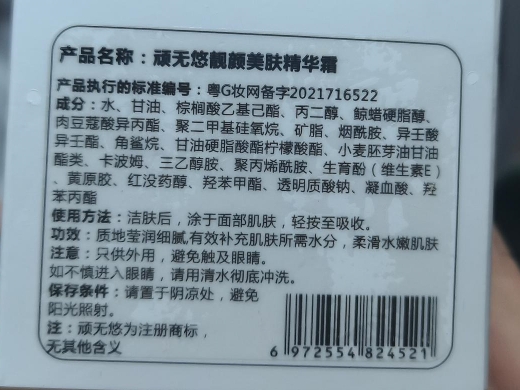 产品名称：顽无悠靓颜美肤精华霜
产品执行的标准编号：粤G妆网备字2021716522
成分：水、甘油、棕榈酸乙基己酯、丙二醇、鲸蜡硬脂醇、
肉豆蔻酸异丙酯、聚二甲基硅氧烷、矿脂、烟酰胺、异壬酸
异壬酯、角鲨烷、甘油硬脂酸酯柠檬酸酯、小麦胚芽油甘油
酯类、卡波姆、三乙醇胺、聚丙烯酰胺、生育酚（维生素E）
、黄原胶、红没药醇、羟苯甲酯、透明质酸钠、凝血酸、羟
苯丙酯
使用方法：洁肤后，涂于面部肌肤，轻按至吸收。
功效：质地莹润细腻,有效补充肌肤所需水分，柔滑水嫩肌肤
注意：只供外用，避免触及眼睛。
如不慎进入眼睛，请用清水彻底冲洗。
保存条件：请置于阴凉处，避免
阳光照射。
注：顽无悠为注册商标，
无其他含义
6 972554 824521